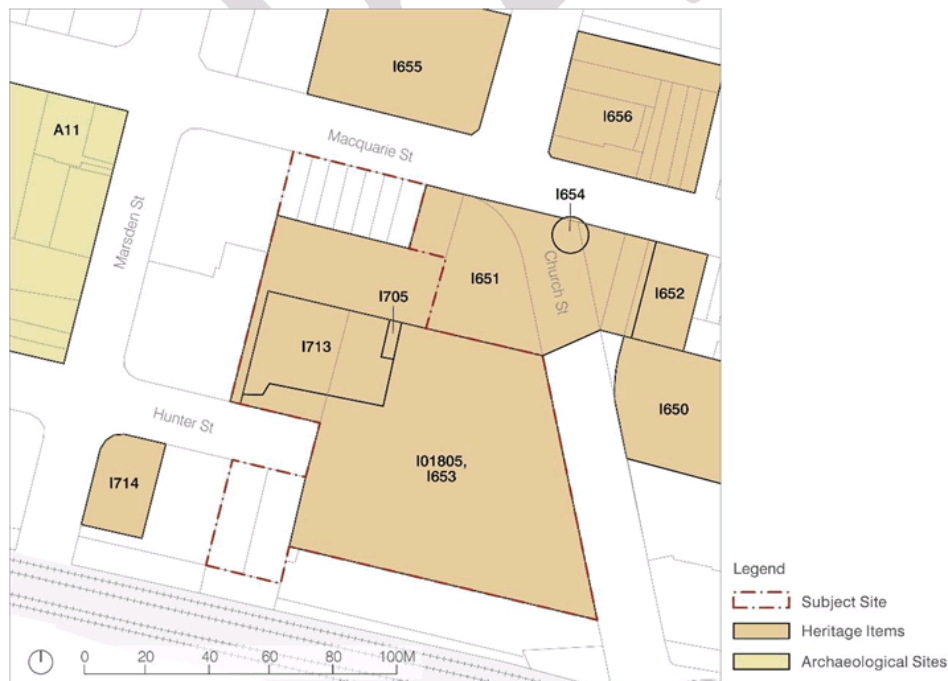 I655
A11
I656
Macquarie St
I654
Marsden St
I651
Church St
I652
I705
I713
I650
Hunter St
I01805,
I653
I714
Legend
Subject Site
Heritage Items
Archaeological Sites
0 20 40 60 80 100M